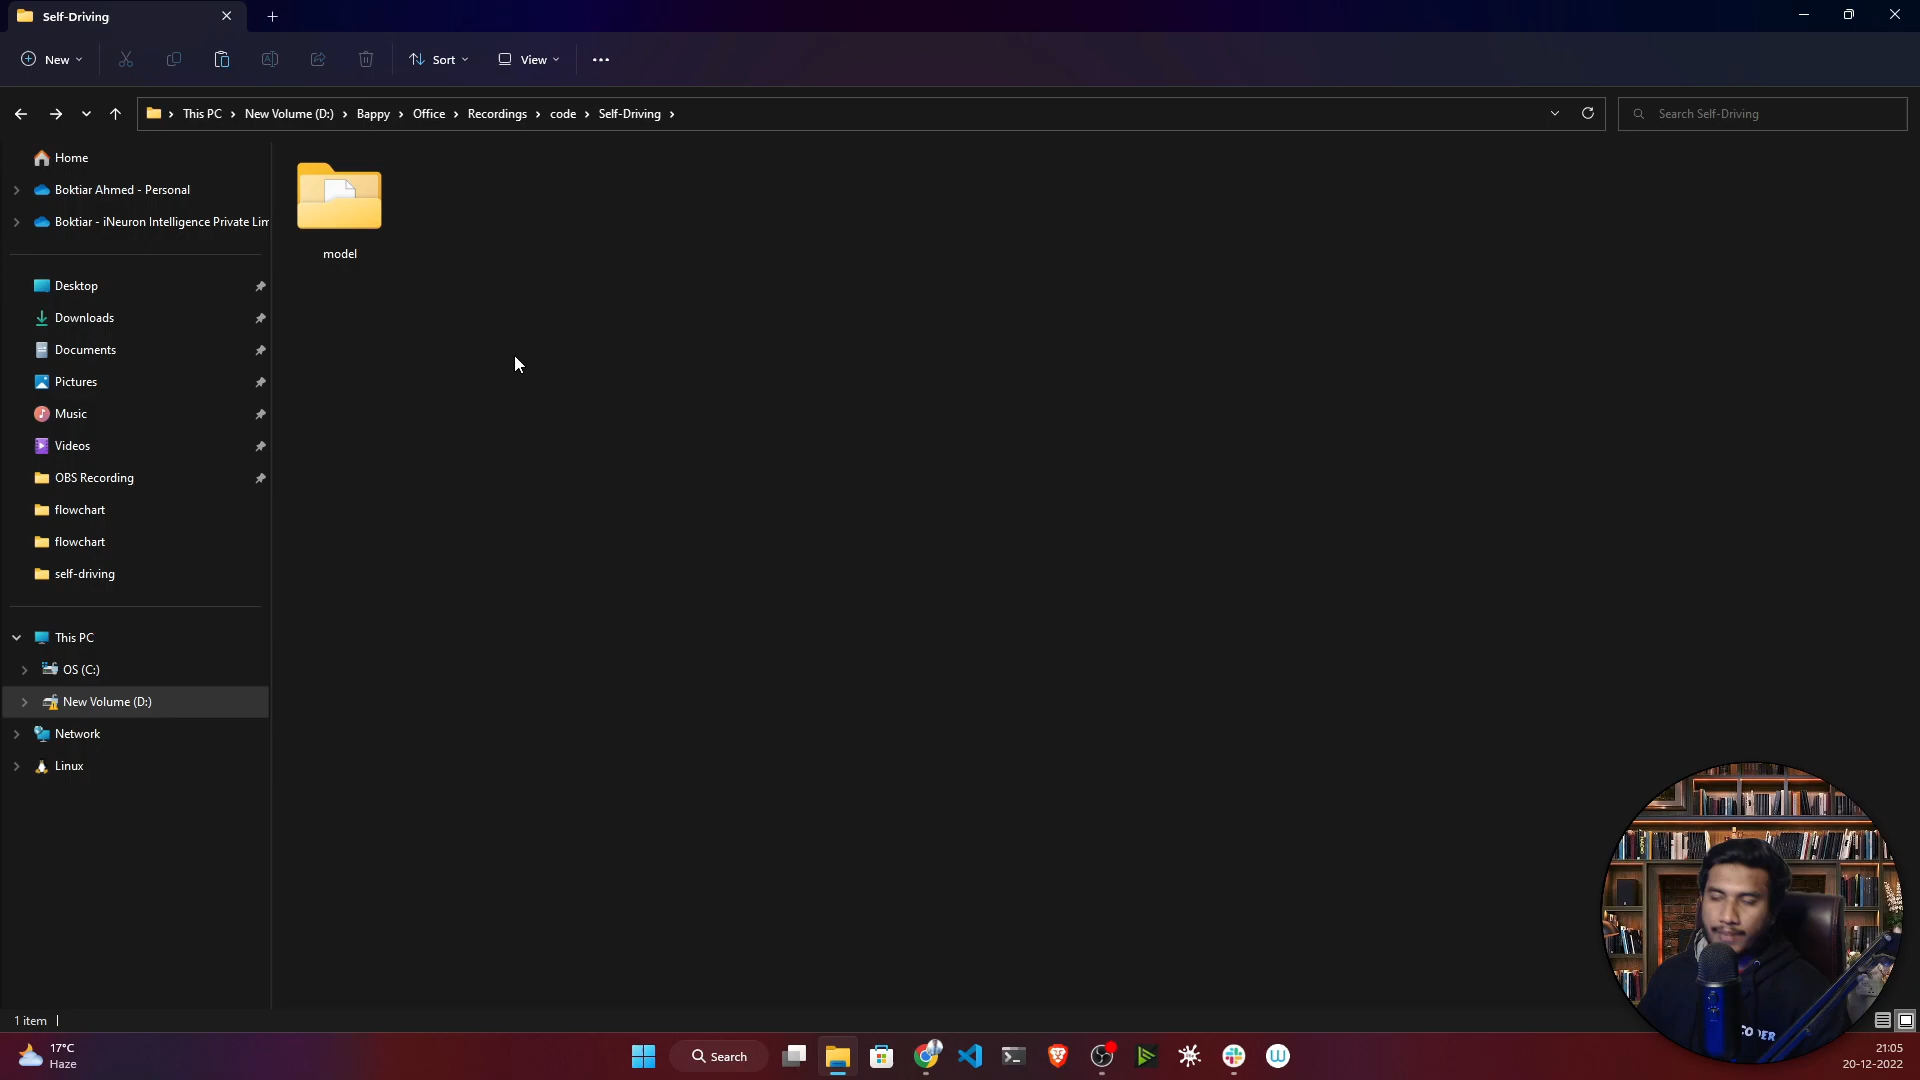 Self-Driving
New
Sort
View
This PC
New Volume (D:)
Bappy
Office
Recordings
code
Self-Driving
Search Self-Driving
Home
Boktiar Ahmed - Personal
Boktiar - iNeuron Intelligence Private Lim
model
Desktop
Downloads
Documents
Pictures
Music
Videos
OBS Recording
flowchart
flowchart
self-driving
This PC
OS (C:)
New Volume (D:)
Network
Linux
1 item
17°C
Haze
Search
21:05
20-12-2022